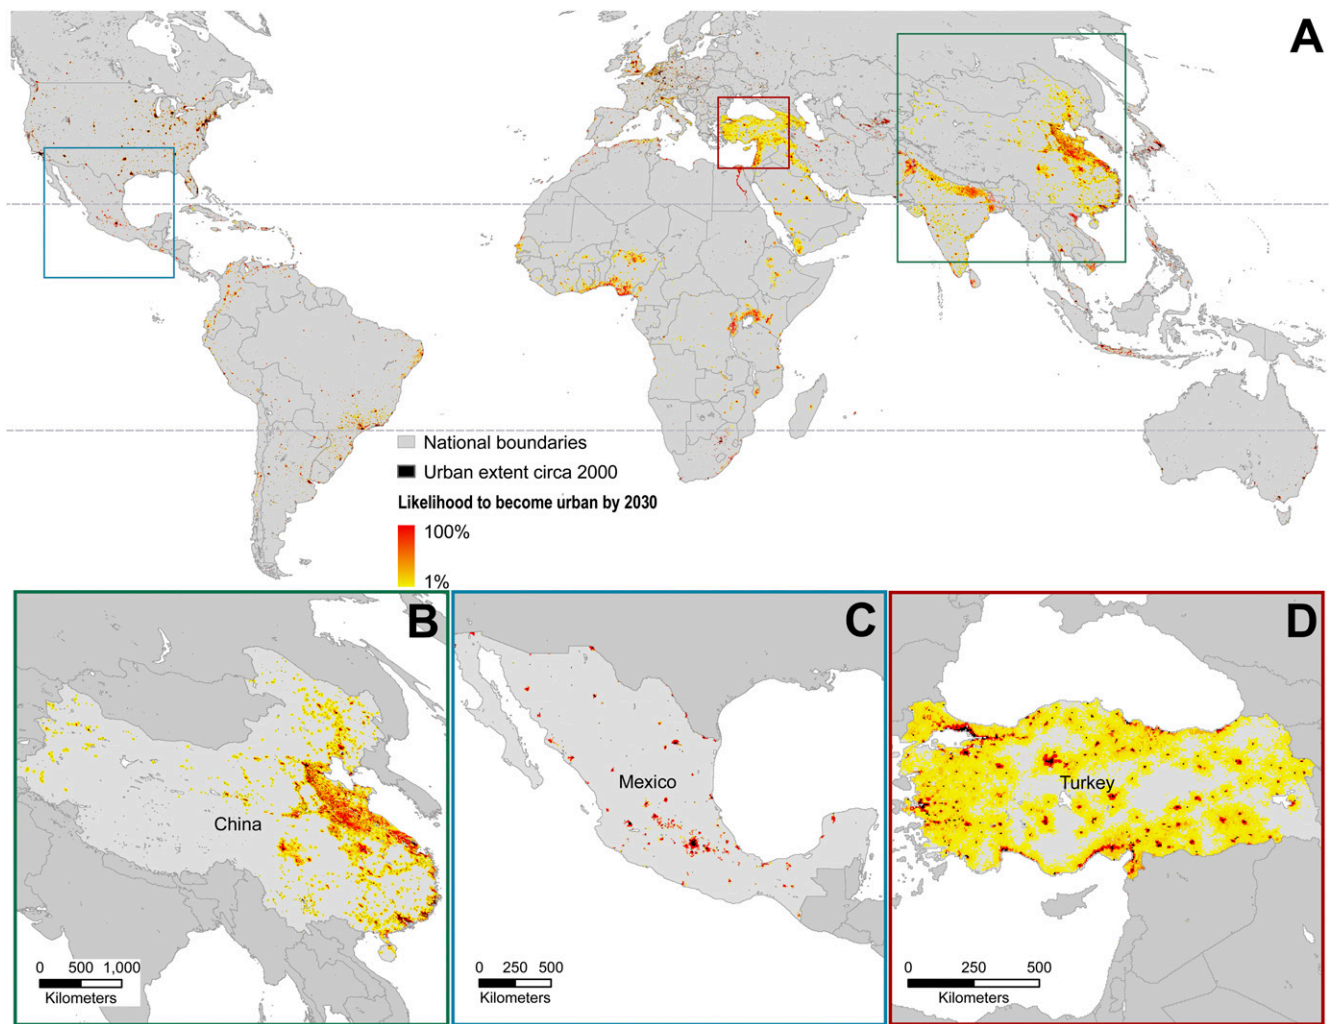 A
National boundaries
Urban extent circa 2000
Likelihood to become urban by 2030
100%
1%
B
China
0 500 1,000
Kilometers
C
Mexico
0 250 500
Kilometers
D
Turkey
0 250 500
Kilometers